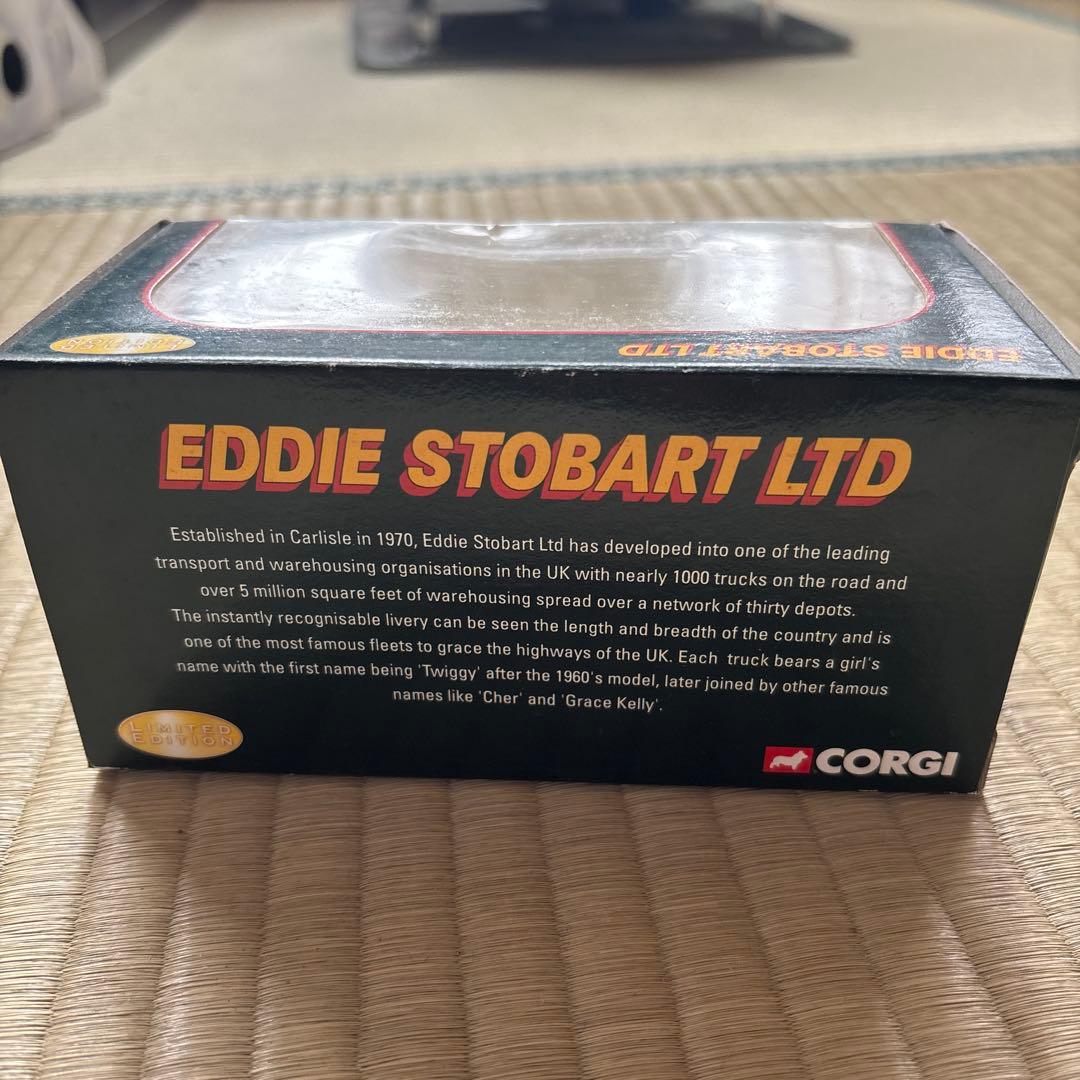 LIMITED EDITION
EDDIE STOBART LTD
EDDIE STOBART LTD
Established in Carlisle in 1970, Eddie Stobart Ltd has developed into one of the leading
transport and warehousing organisations in the UK with nearly 1000 trucks on the road and
over 5 million square feet of warehousing spread over a network of thirty depots.
The instantly recognisable livery can be seen the length and breadth of the country and is
one of the most famous fleets to grace the highways of the UK. Each truck bears a girl's
name with the first name being 'Twiggy' after the 1960's model, later joined by other famous
names like 'Cher' and 'Grace Kelly'.
LIMITED
EDITION
CORGI